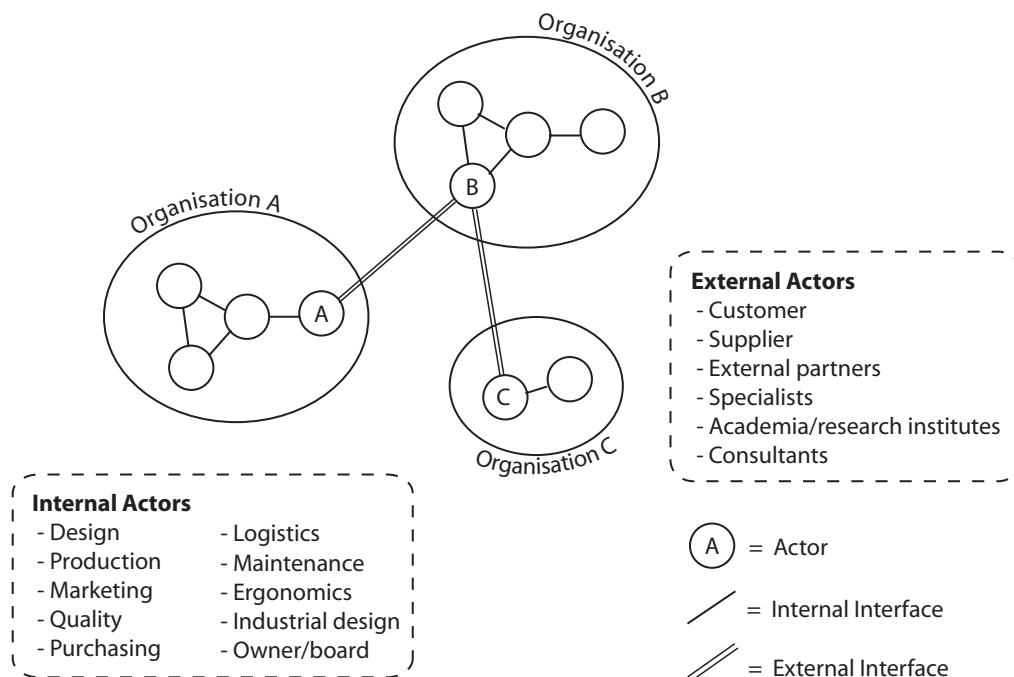 Organisation B
B
Organisation A
A
C
Organisation C
External Actors
- Customer
- Supplier
- External partners
- Specialists
- Academia/research institutes
- Consultants
Internal Actors
- Design
- Production
- Marketing
- Quality
- Purchasing
- Logistics
- Maintenance
- Ergonomics
- Industrial design
- Owner/board
A = Actor
= Internal Interface
= External Interface